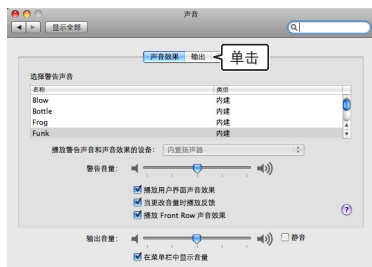 声音
显示全部
声音效果 输出 单击
选择警告声音
名称 类型
Blow 内建
Bottle 内建
Frog 内建
Funk 内建
播放警告声音和声音效果的设备： 内置扬声器
警告音量：
播放用户界面声音效果
当更改音量时播放反馈
播放 Front Row 声音效果
?
输出音量： 静音
在菜单栏中显示音量